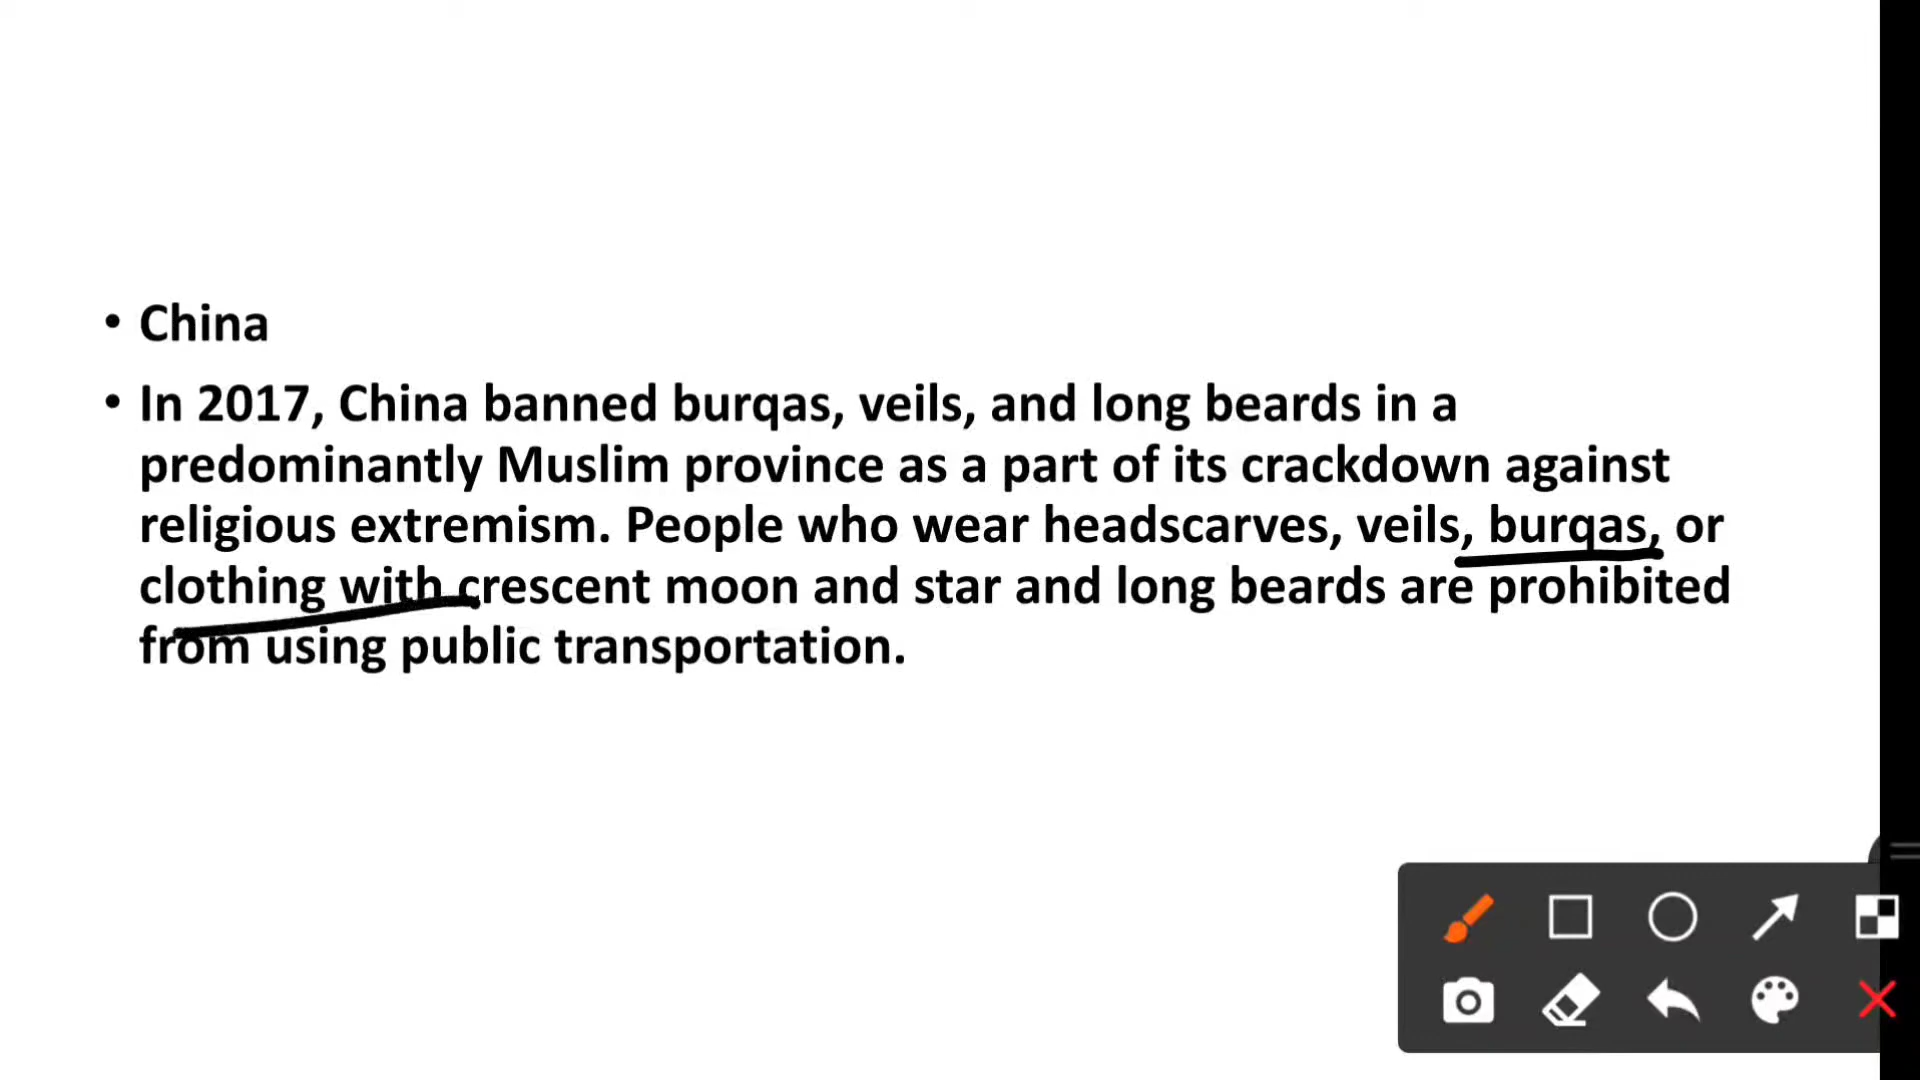 • China
• In 2017, China banned burqas, veils, and long beards in a
predominantly Muslim province as a part of its crackdown against
religious extremism. People who wear headscarves, veils, burqas, or
clothing with crescent moon and star and long beards are prohibited
from using public transportation.